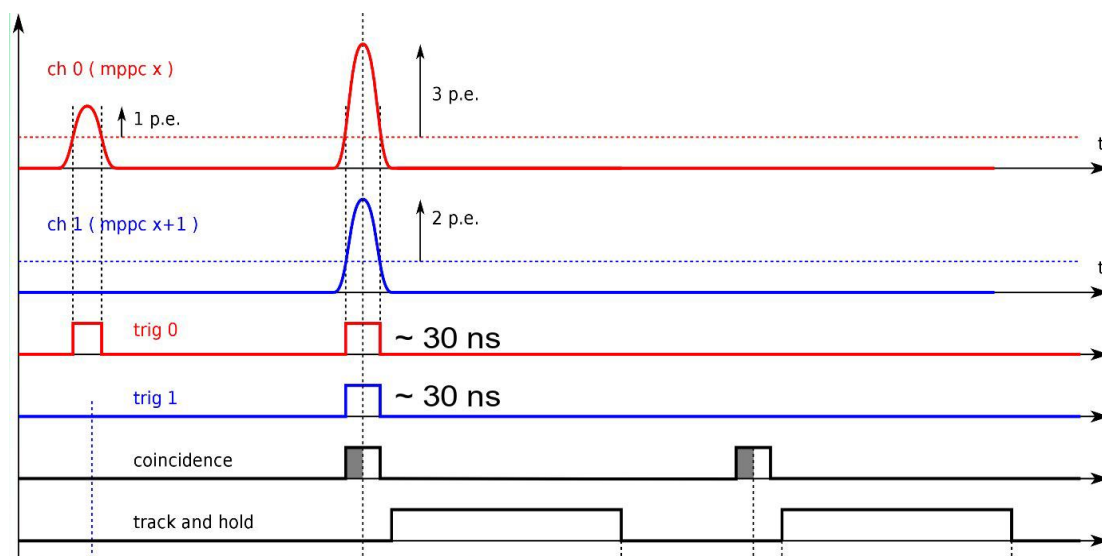 ch 0 ( mppc x )
1 p.e.
3 p.e.
t
ch 1 ( mppc x+1 )
2 p.e.
t
trig 0
~ 30 ns
trig 1
~ 30 ns
coincidence
track and hold